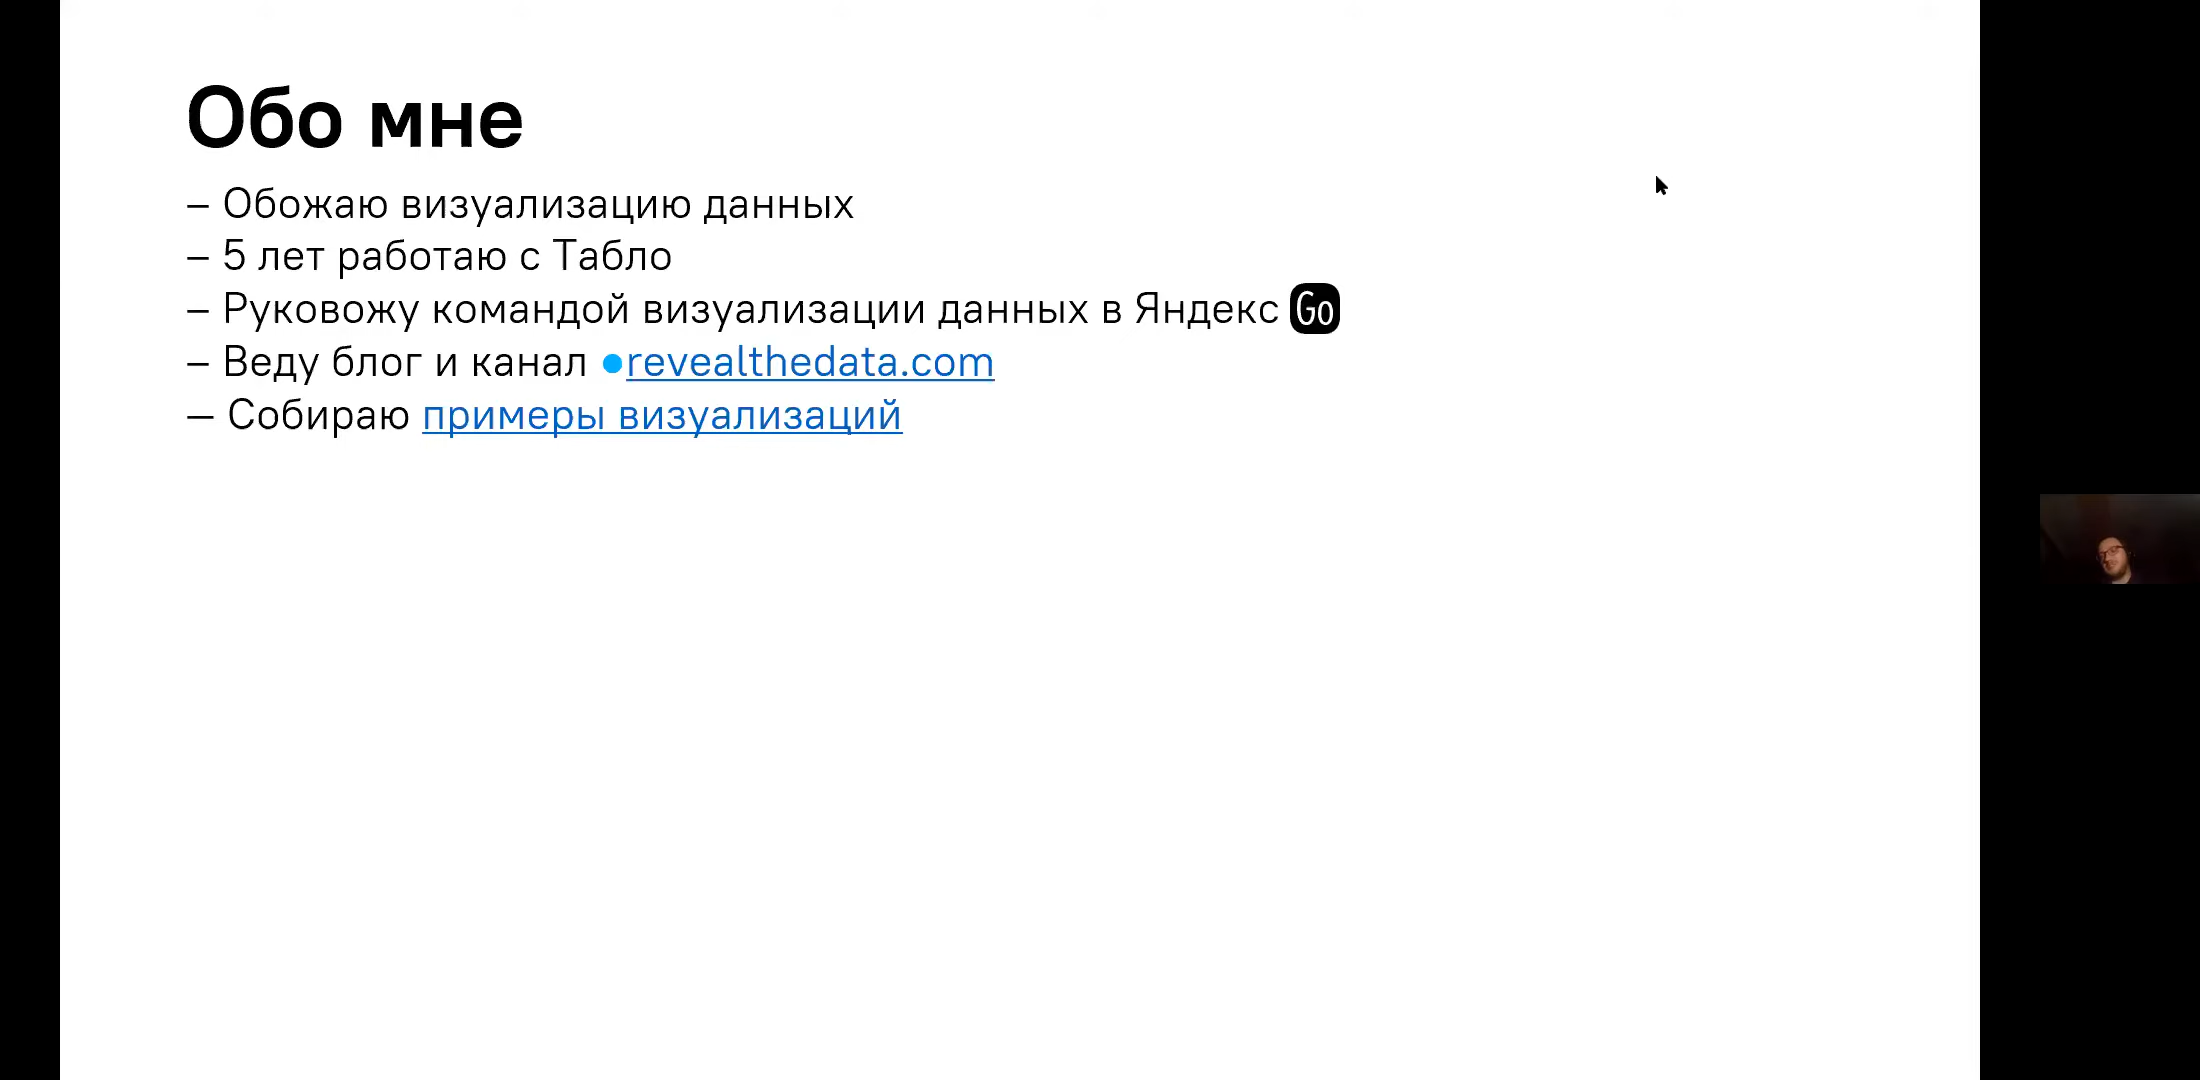 Обо мне
– Обожаю визуализацию данных
– 5 лет работаю с Табло
– Руковожу командой визуализации данных в Яндекс Go
– Веду блог и канал •revealthedata.com
— Собираю примеры визуализаций